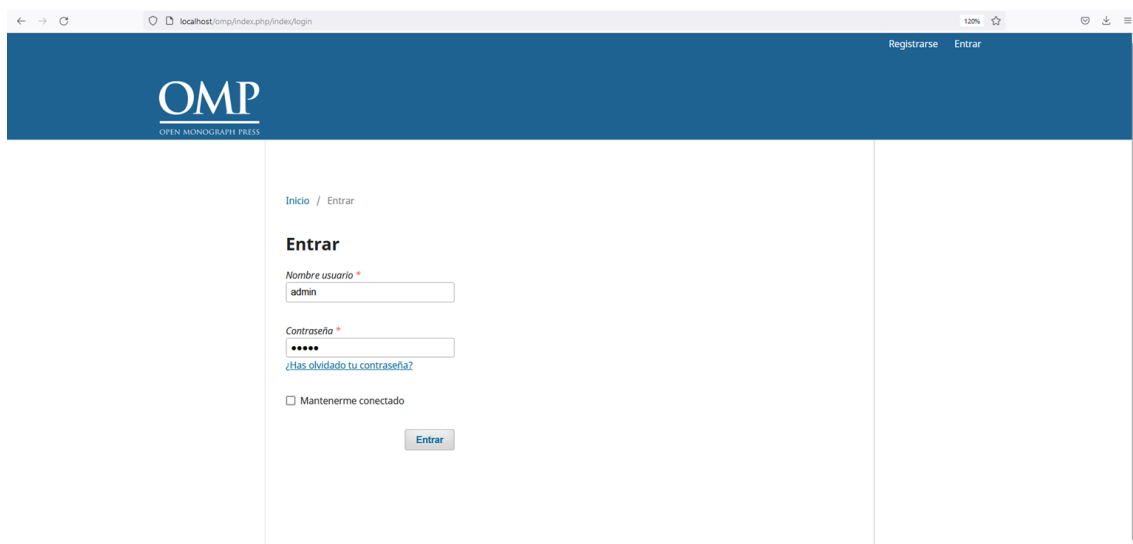 localhost/omp/index.php/index/login
120%
Registrarse Entrar
OMP
OPEN MONOGRAPH PRESS
Inicio / Entrar
Entrar
Nombre usuario *
admin
Contraseña *
•••••
¿Has olvidado tu contraseña?
Mantenerme conectado
Entrar